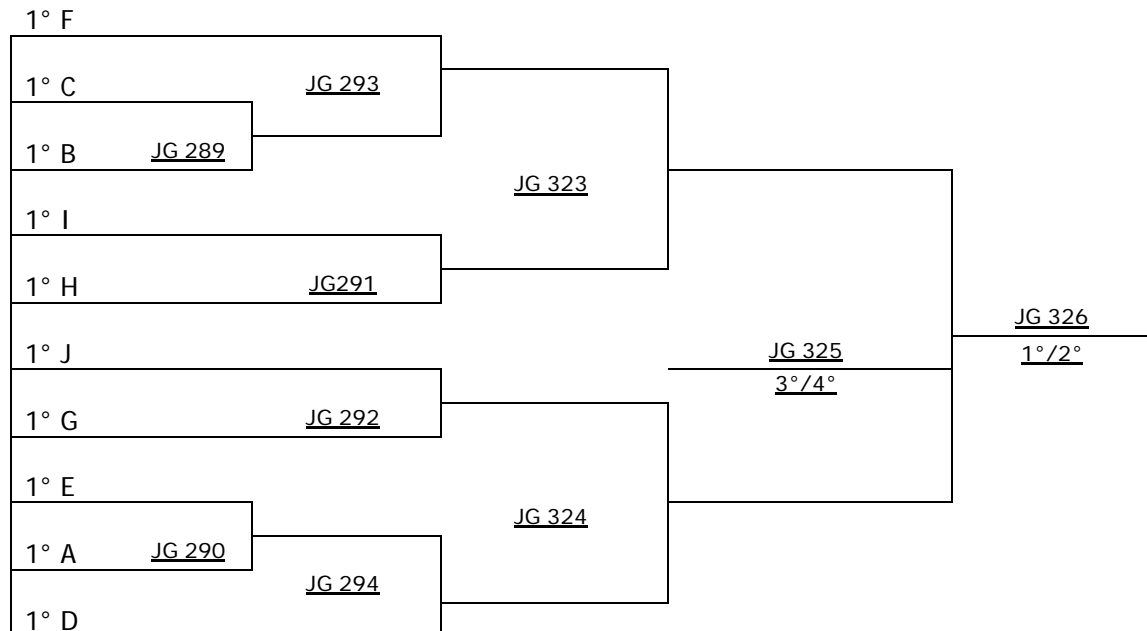 1° F
1° C
JG 293
1° B
JG 289
JG 323
1° I
1° H
JG291
JG 326
1° J
JG 325
1°/2°
3°/4°
1° G
JG 292
1° E
JG 324
1° A
JG 290
JG 294
1° D